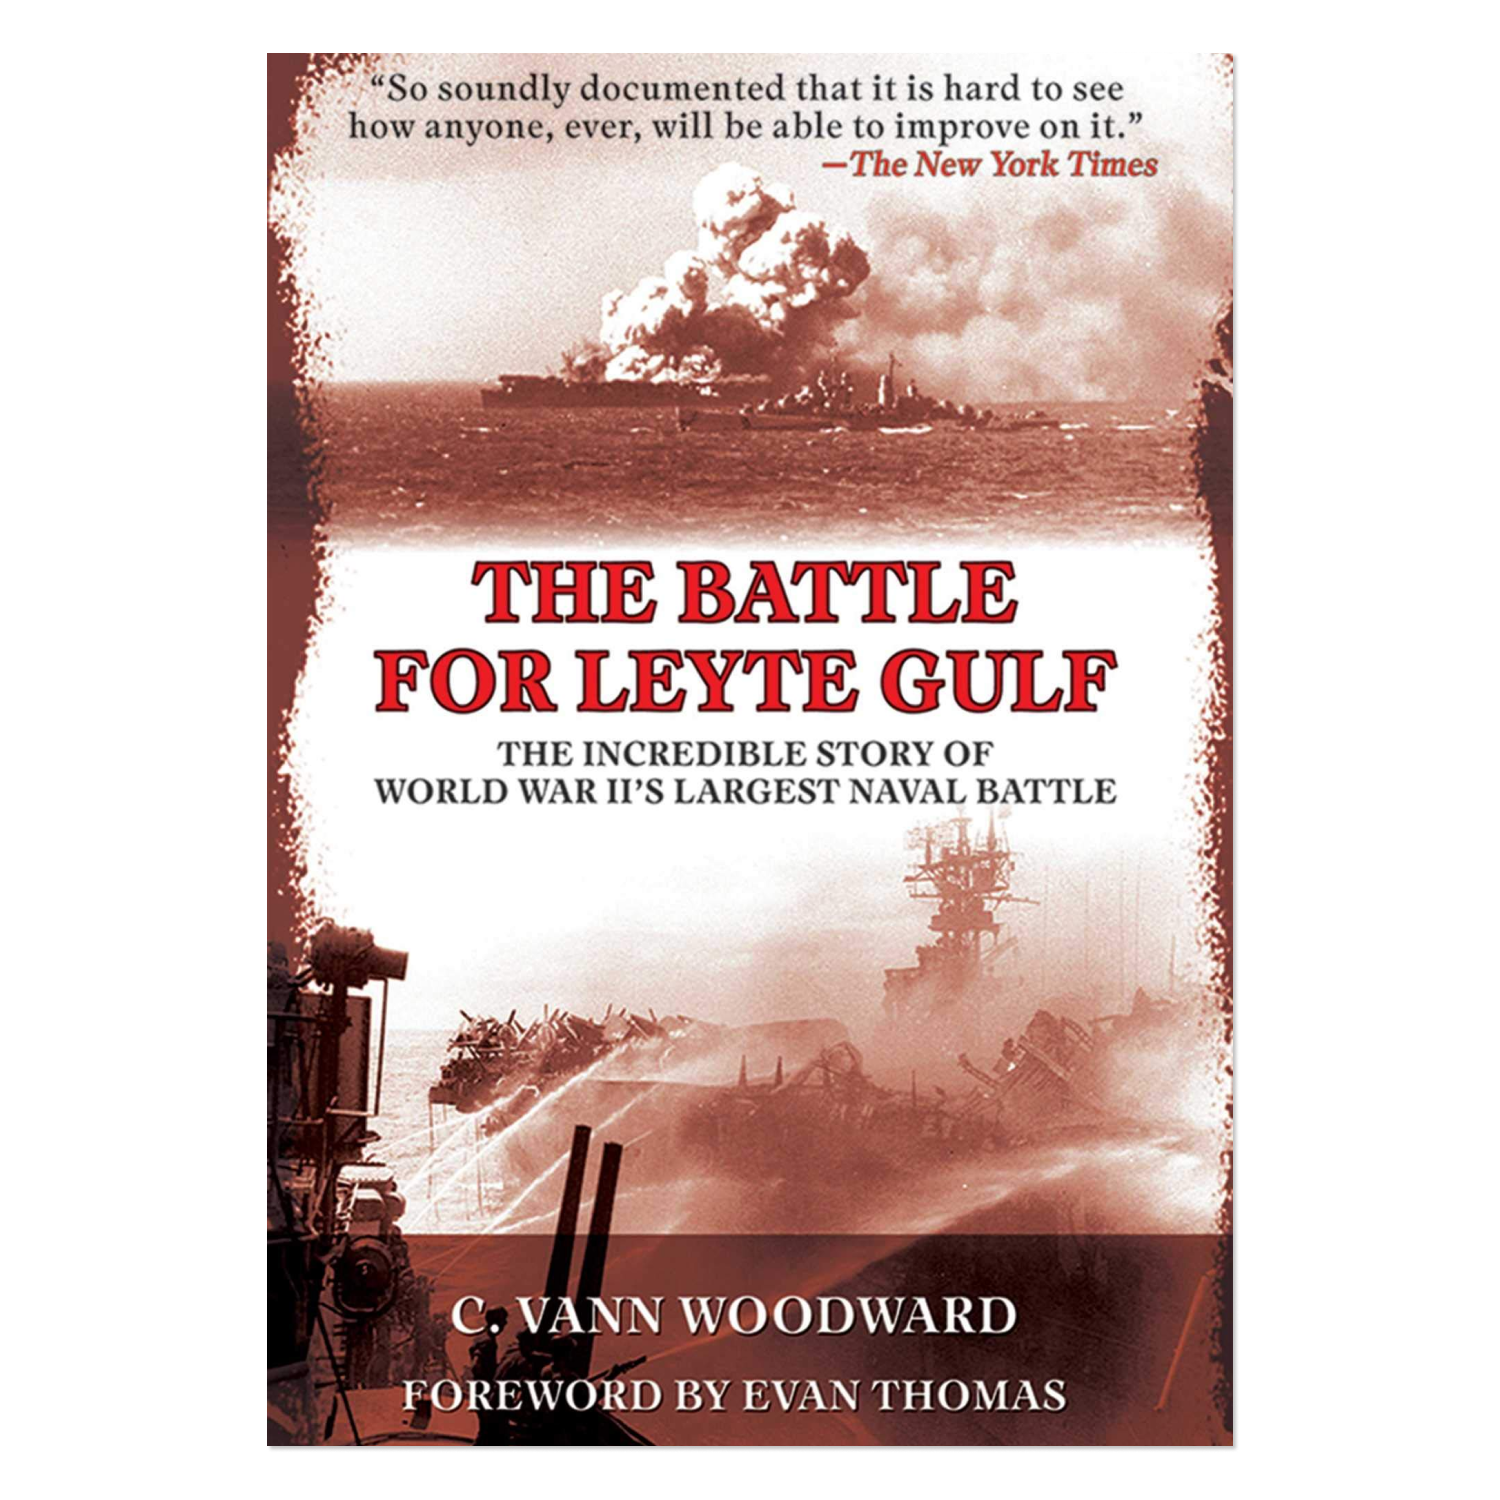 “So soundly documented that it is hard to see
how anyone, ever, will be able to improve on it.”
—The New York Times
THE BATTLE
FOR LEYTE GULF
THE INCREDIBLE STORY OF
WORLD WAR II’S LARGEST NAVAL BATTLE
C. VANN WOODWARD
FOREWORD BY EVAN THOMAS